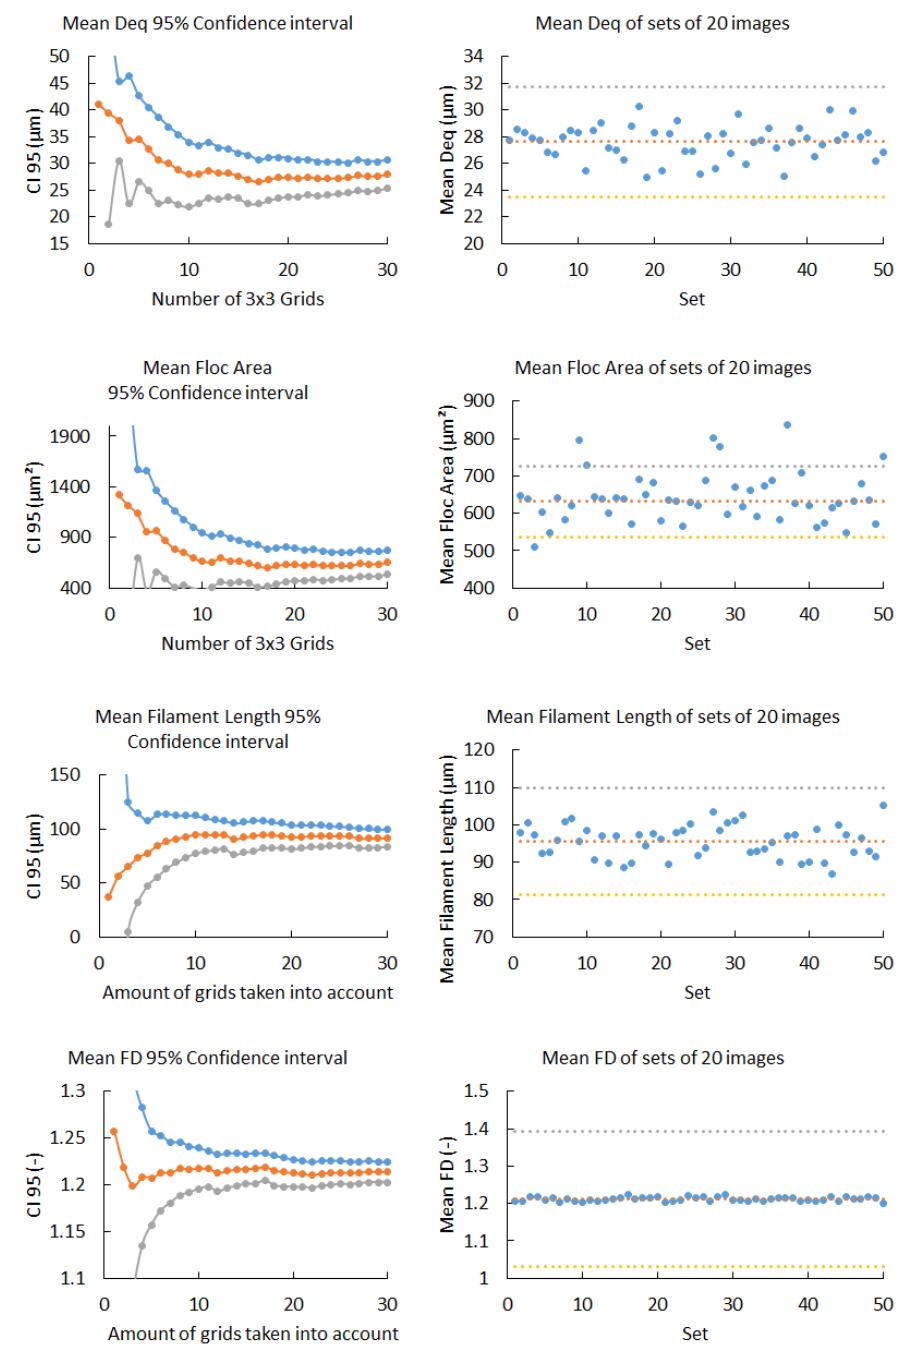 Mean Deq 95% Confidence interval
CI 95 (µm)
50
45
40
35
30
25
20
15
0 10 20 30
Number of 3x3 Grids
Mean Deq of sets of 20 images
Mean Deq (µm)
34
32
30
28
26
24
22
20
0 10 20 30 40 50
Set
Mean Floc Area
95% Confidence interval
CI 95 (µm²)
1900
1400
900
400
0 10 20 30
Number of 3x3 Grids
Mean Floc Area of sets of 20 images
Mean Floc Area (µm²)
900
800
700
600
500
400
0 10 20 30 40 50
Set
Mean Filament Length 95%
Confidence interval
CI 95 (µm)
150
100
50
0
0 10 20 30
Amount of grids taken into account
Mean Filament Length of sets of 20 images
Mean Filament Length (µm)
120
110
100
90
80
70
0 10 20 30 40 50
Set
Mean FD 95% Confidence interval
CI 95 (-)
1.3
1.25
1.2
1.15
1.1
0 10 20 30
Amount of grids taken into account
Mean FD of sets of 20 images
Mean FD (-)
1.5
1.4
1.3
1.2
1.1
1
0 10 20 30 40 50
Set